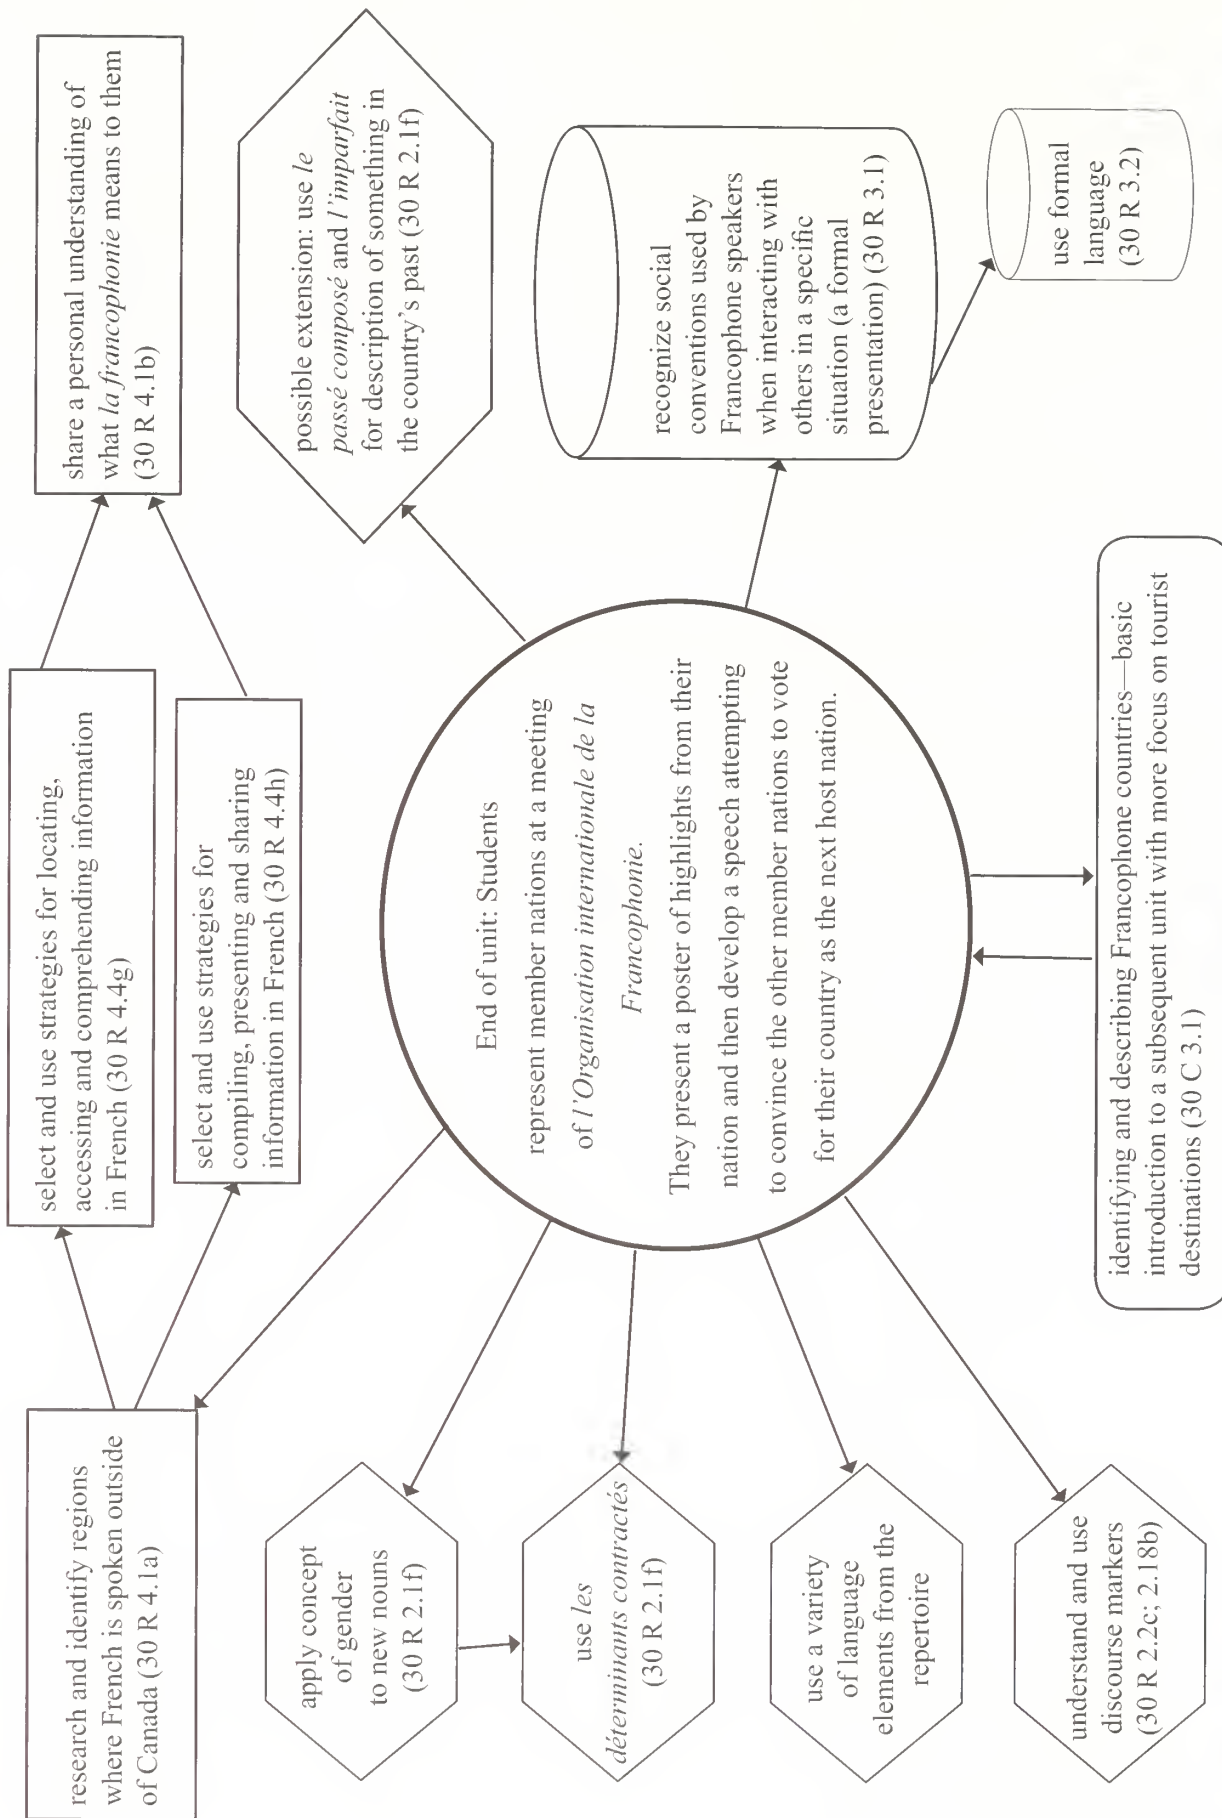 research and identify regions
where French is spoken outside
of Canada (30 R 4.1a)
select and use strategies for locating,
accessing and comprehending information
in French (30 R 4.4g)
select and use strategies for
compiling, presenting and sharing
information in French (30 R 4.4h)
share a personal understanding of
what la francophonie means to them
(30 R 4.1b)
apply concept
of gender
to new nouns
(30 R 2.1f)
use les
déterminants contractés
(30 R 2.1f)
use a variety
of language
elements from the
repertoire
understand and use
discourse markers
(30 R 2.2c; 2.18b)
End of unit: Students
represent member nations at a meeting
of l'Organisation internationale de la
Francophonie.
They present a poster of highlights from their
nation and then develop a speech attempting
to convince the other member nations to vote
for their country as the next host nation.
possible extension: use le
passé composé and l'imparfait
for description of something in
the country's past (30 R 2.1f)
recognize social
conventions used by
Francophone speakers
when interacting with
others in a specific
situation (a formal
presentation) (30 R 3.1)
use formal
language
(30 R 3.2)
identifying and describing Francophone countries—basic
introduction to a subsequent unit with more focus on tourist
destinations (30 C 3.1)